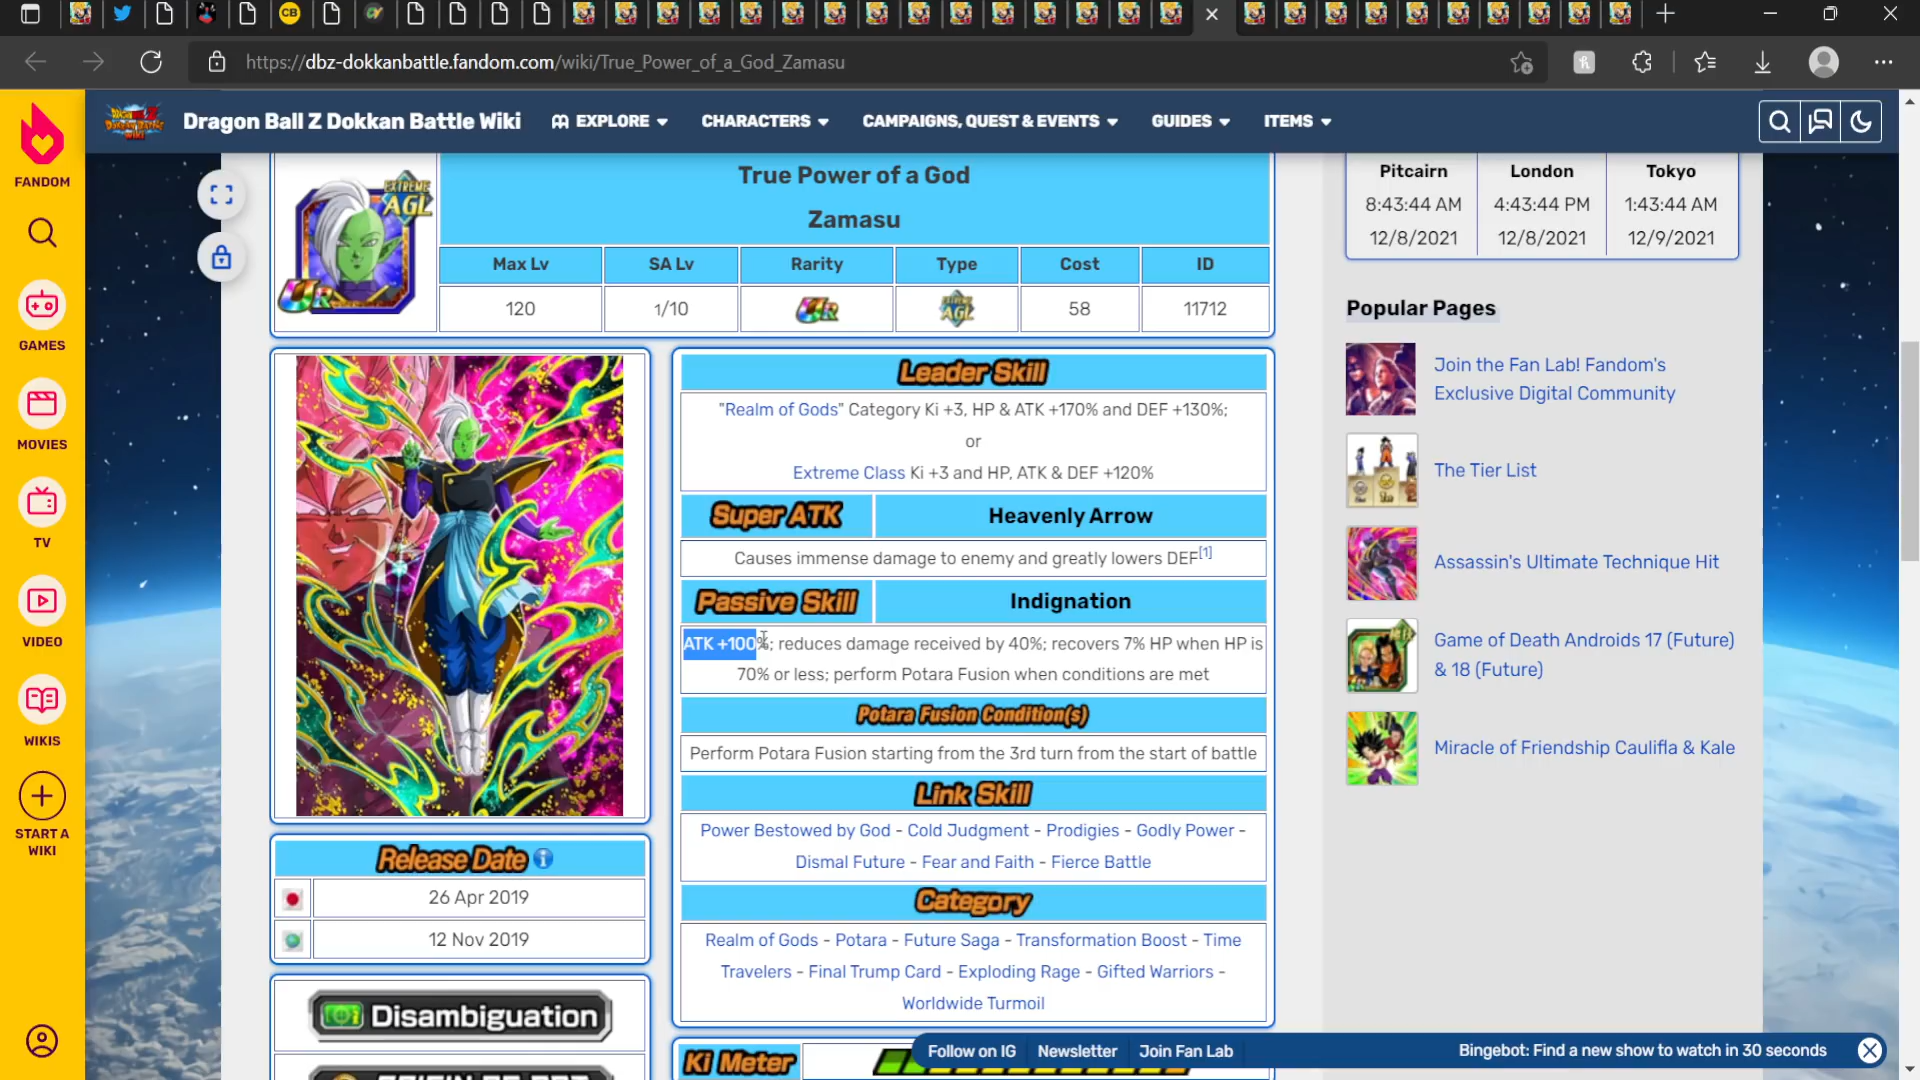 CB
https://dbz-dokkanbattle.fandom.com/wiki/True_Power_of_a_God_Zamasu
Dragon Ball Z Dokkan Battle Wiki
EXPLORE
CHARACTERS
CAMPAIGNS, QUEST & EVENTS
GUIDES
ITEMS
FANDOM
GAMES
MOVIES
TV
VIDEO
WIKIS
START A
WIKI
EXTREME
AGL
UR
True Power of a God
Zamasu
Max Lv
SA Lv
Rarity
Type
Cost
ID
120
1/10
UR
EXTREME
AGL
58
11712
Leader Skill
"Realm of Gods" Category Ki +3, HP & ATK +170% and DEF +130%;
or
Extreme Class Ki +3 and HP, ATK & DEF +120%
Super ATK
Heavenly Arrow
Causes immense damage to enemy and greatly lowers DEF[1]
Passive Skill
Indignation
ATK +100%; reduces damage received by 40%; recovers 7% HP when HP is
70% or less; perform Potara Fusion when conditions are met
Potara Fusion Condition(s)
Perform Potara Fusion starting from the 3rd turn from the start of battle
Link Skill
Power Bestowed by God - Cold Judgment - Prodigies - Godly Power -
Dismal Future - Fear and Faith - Fierce Battle
Category
Realm of Gods - Potara - Future Saga - Transformation Boost - Time
Travelers - Final Trump Card - Exploding Rage - Gifted Warriors -
Worldwide Turmoil
Ki Meter
Release Date
26 Apr 2019
12 Nov 2019
Disambiguation
Pitcairn
London
Tokyo
8:43:44 AM
4:43:44 PM
1:43:44 AM
12/8/2021
12/8/2021
12/9/2021
Popular Pages
Join the Fan Lab! Fandom's
Exclusive Digital Community
The Tier List
Assassin's Ultimate Technique Hit
Game of Death Androids 17 (Future)
& 18 (Future)
Miracle of Friendship Caulifla & Kale
Follow on IG
Newsletter
Join Fan Lab
Bingebot: Find a new show to watch in 30 seconds